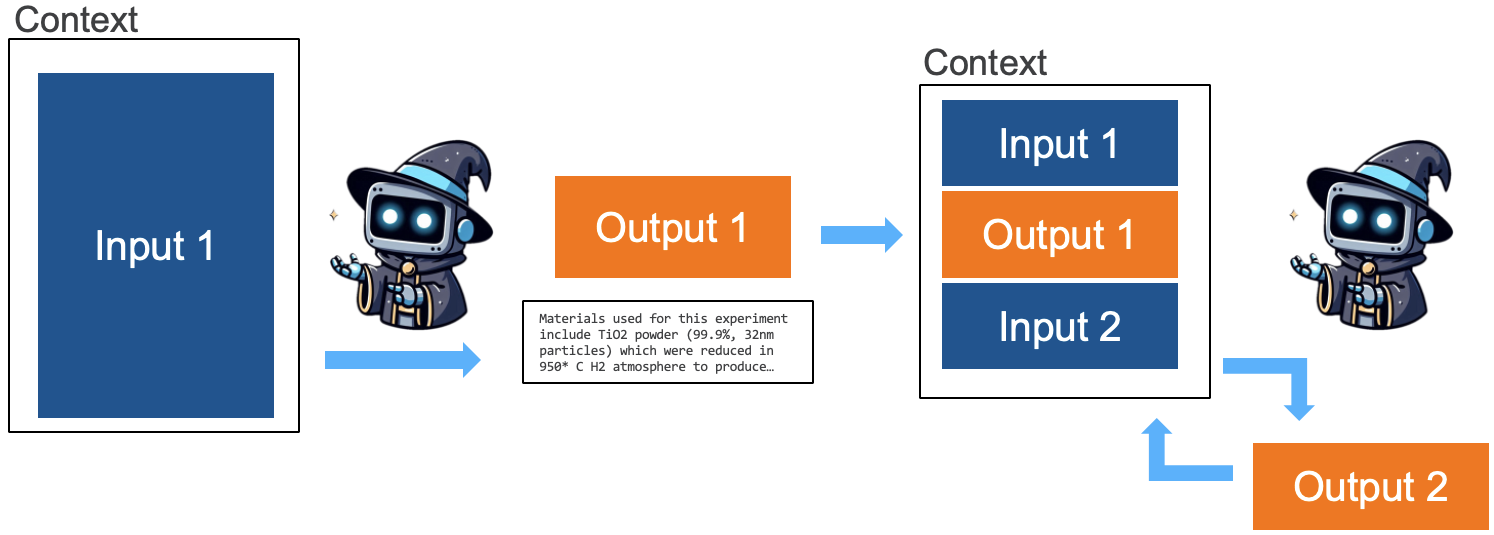 Context
Input 1
Output 1
Materials used for this experiment
include TiO2 powder (99.9%, 32nm
particles) which were reduced in
950* C H2 atmosphere to produce…
Context
Input 1
Output 1
Input 2
Output 2